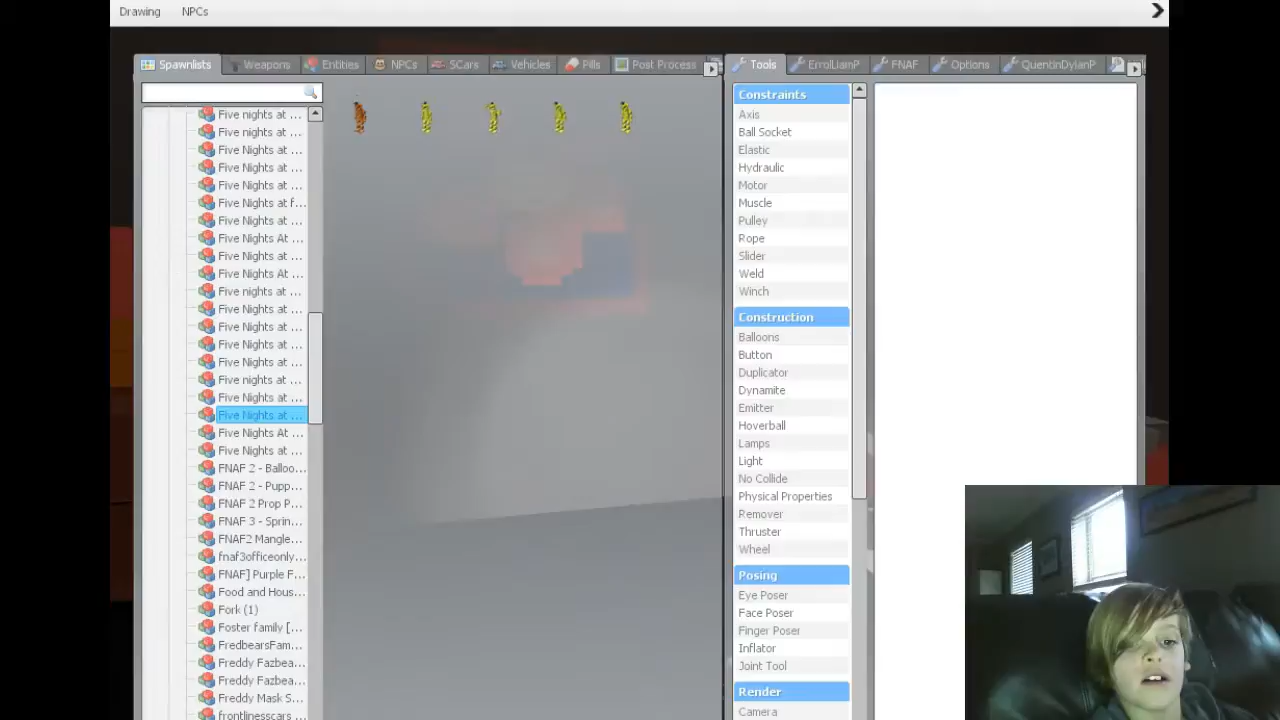 Drawing NPCs
Spawnlists Weapons Entities NPCs SCars Vehicles Pills Post Process
Tools ErrolLiamP FNAF Options QuentinDylanP
Five nights at ...
Five nights at ...
Five Nights at ...
Five Nights at ...
Five Nights at ...
Five Nights at f...
Five Nights at ...
Five Nights At ...
Five Nights at ...
Five Nights At ...
Five nights at ...
Five Nights at ...
Five Nights at ...
Five Nights at ...
Five Nights at ...
Five nights at ...
Five Nights at ...
Five Nights at ...
Five Nights At ...
Five Nights at ...
FNAF 2 - Balloo...
FNAF 2 - Pupp...
FNAF 2 Prop P...
FNAF 3 - Sprin...
FNAF2 Mangle...
fnaf3officeonly...
FNAF] Purple F...
Food and Hous...
Fork (1)
Foster family [...
FredbearsFam...
Freddy Fazbea...
Freddy Fazbea...
Freddy Mask S...
frontlinesscars ...
Constraints
Axis
Ball Socket
Elastic
Hydraulic
Motor
Muscle
Pulley
Rope
Slider
Weld
Winch
Construction
Balloons
Button
Duplicator
Dynamite
Emitter
Hoverball
Lamps
Light
No Collide
Physical Properties
Remover
Thruster
Wheel
Posing
Eye Poser
Face Poser
Finger Poser
Inflator
Joint Tool
Render
Camera